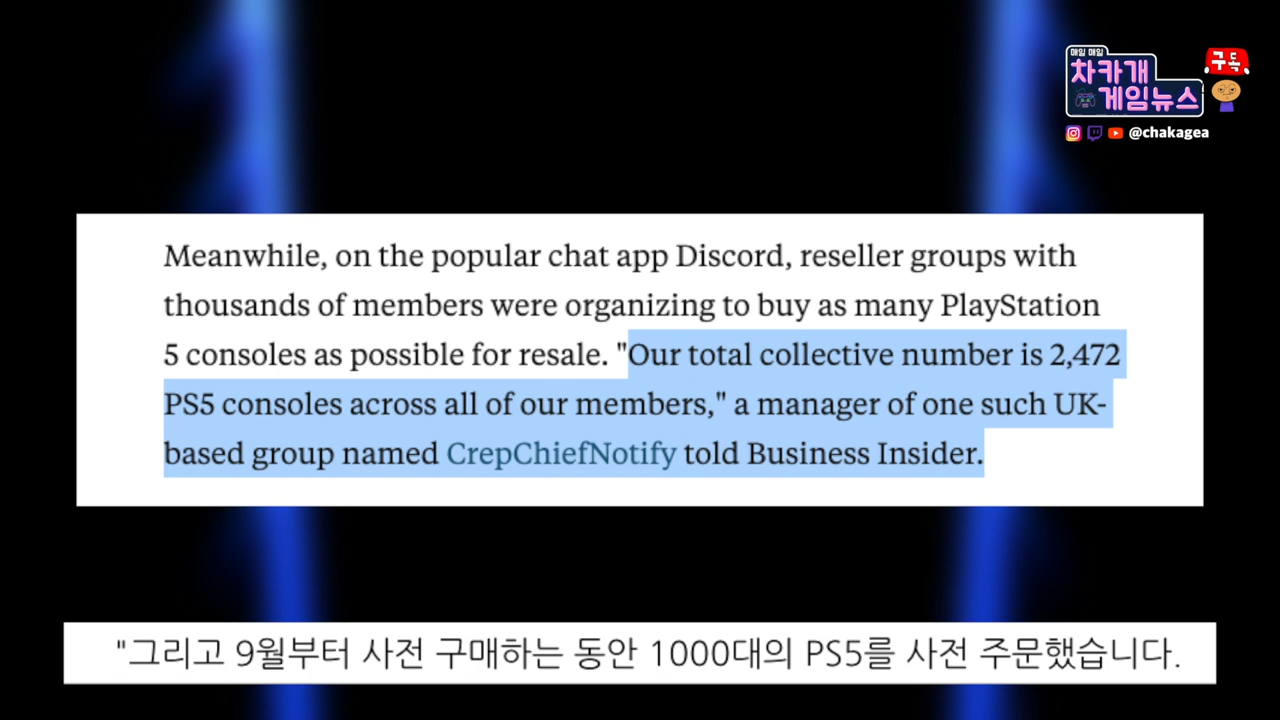 매일 매일
차카개
게임뉴스
구독
@chakagea
Meanwhile, on the popular chat app Discord, reseller groups with
thousands of members were organizing to buy as many PlayStation
5 consoles as possible for resale. "Our total collective number is 2,472
PS5 consoles across all of our members," a manager of one such UK-
based group named CrepChiefNotify told Business Insider.
"그리고 9월부터 사전 구매하는 동안 1000대의 PS5를 사전 주문했습니다.